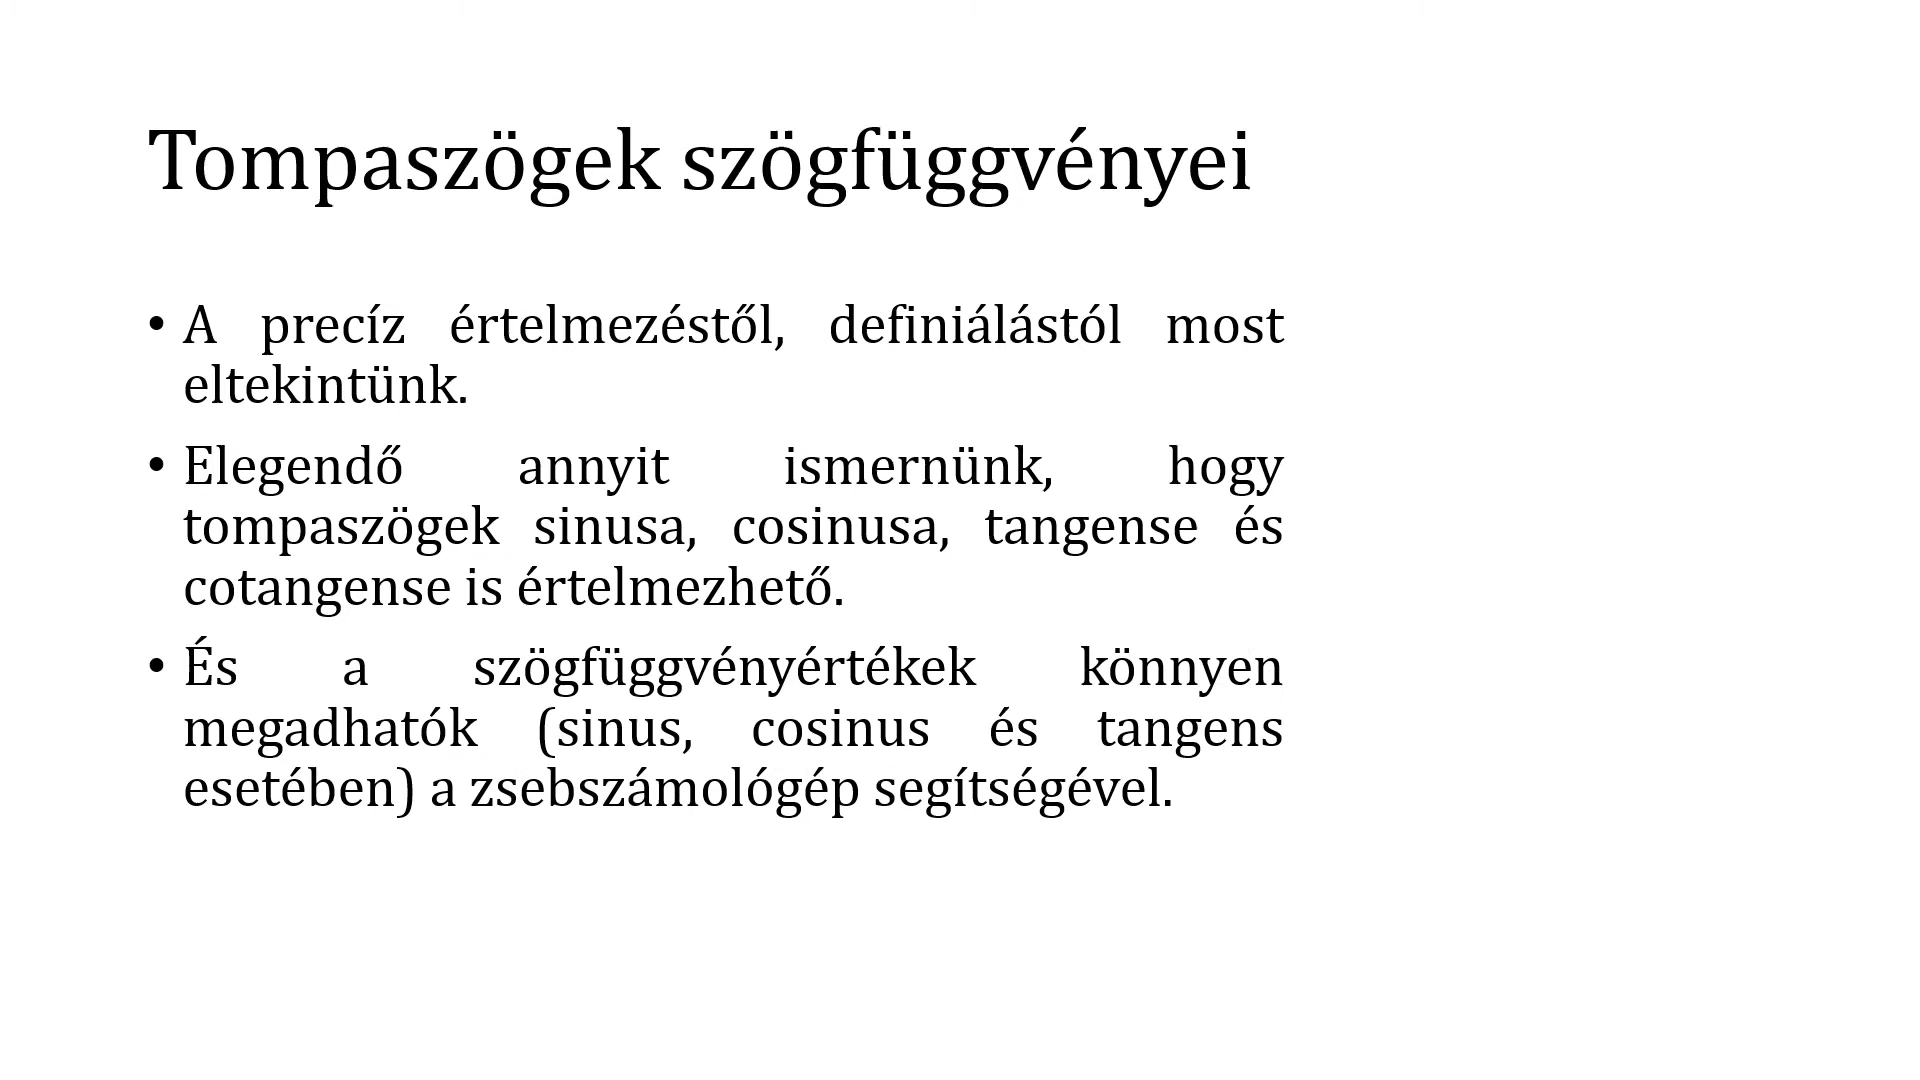 Tompaszögek szögfüggvényei
• A precíz értelmezéstől, definiálástól most
eltekintünk.
• Elegendő annyit ismernünk, hogy
tompaszögek sinusa, cosinusa, tangense és
cotangense is értelmezhető.
• És a szögfüggvényértékek könnyen
megadhatók (sinus, cosinus és tangens
esetében) a zsebszámológép segítségével.